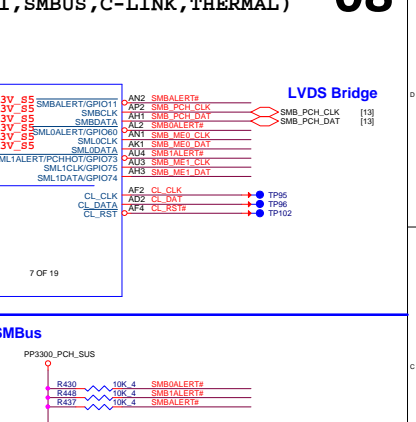 I,SMBUS,C-LINK,THERMAL)
08
D
LVDS Bridge
3V_S5 SMBALERT/GPIO11 AN2 SMBALERT#
3V_S5 SMBCLK AP2 SMB_PCH_CLK SMB_PCH_CLK [13]
3V_S5 SMBDATA AH1 SMB_PCH_DAT SMB_PCH_DAT [13]
3V_S5 SML0ALERT/GPIO60 AL2 SMB0ALERT#
3V_S5 SML0CLK AN1 SMB_ME0_CLK
3V_S5 SML0DATA AK1 SMB_ME0_DAT
ML1ALERT/PCHHOT/GPIO73 AU4 SMB1ALERT#
SML1CLK/GPIO75 AU3 SMB_ME1_CLK
SML1DATA/GPIO74 AH3 SMB_ME1_DAT
CL_CLK AF2 CL_CLK TP95
CL_DATA AD2 CL_DAT TP96
CL_RST AF4 CL_RST# TP102
7 OF 19
SMBus
PP3300_PCH_SUS
C
R430 10K_4 SMB0ALERT#
R448 10K_4 SMB1ALERT#
R437 10K_4 SMBALERT#